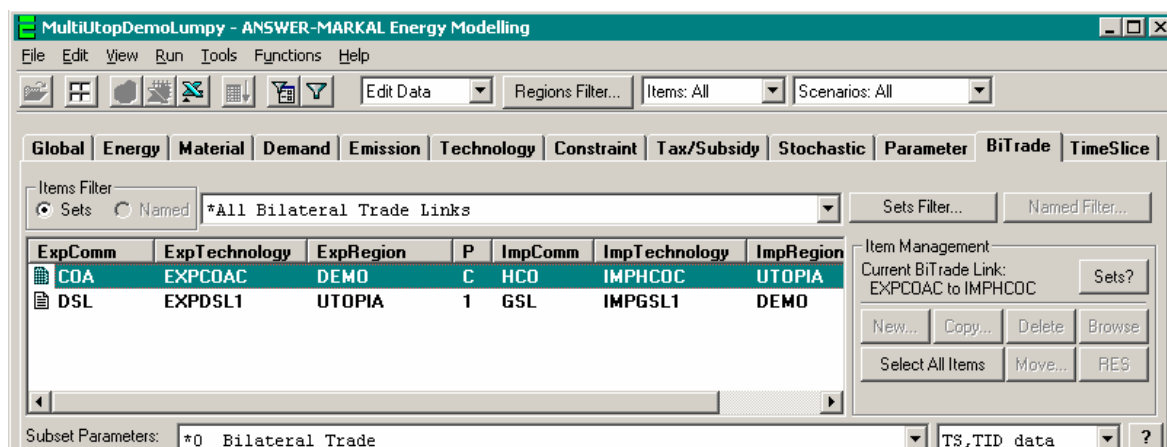 MultiUtopDemoLumpy - ANSWER-MARKAL Energy Modelling
File Edit View Run Tools Functions Help
Edit Data Regions Filter... Items: All Scenarios: All
Global Energy Material Demand Emission Technology Constraint Tax/Subsidy Stochastic Parameter BiTrade TimeSlice
Items Filter
Sets Named *All Bilateral Trade Links Sets Filter... Named Filter...
ExpComm ExpTechnology ExpRegion P ImpComm ImpTechnology ImpRegion
COA EXPCOAC DEMO C HCO IMPHCOC UTOPIA
DSL EXPDSL1 UTOPIA 1 GSL IMPGSL1 DEMO
Item Management
Current BiTrade Link:
EXPCOAC to IMPHCOC
Sets?
New... Copy... Delete Browse
Select All Items Move... RES
Subset Parameters: *0 Bilateral Trade TS,TID data ?